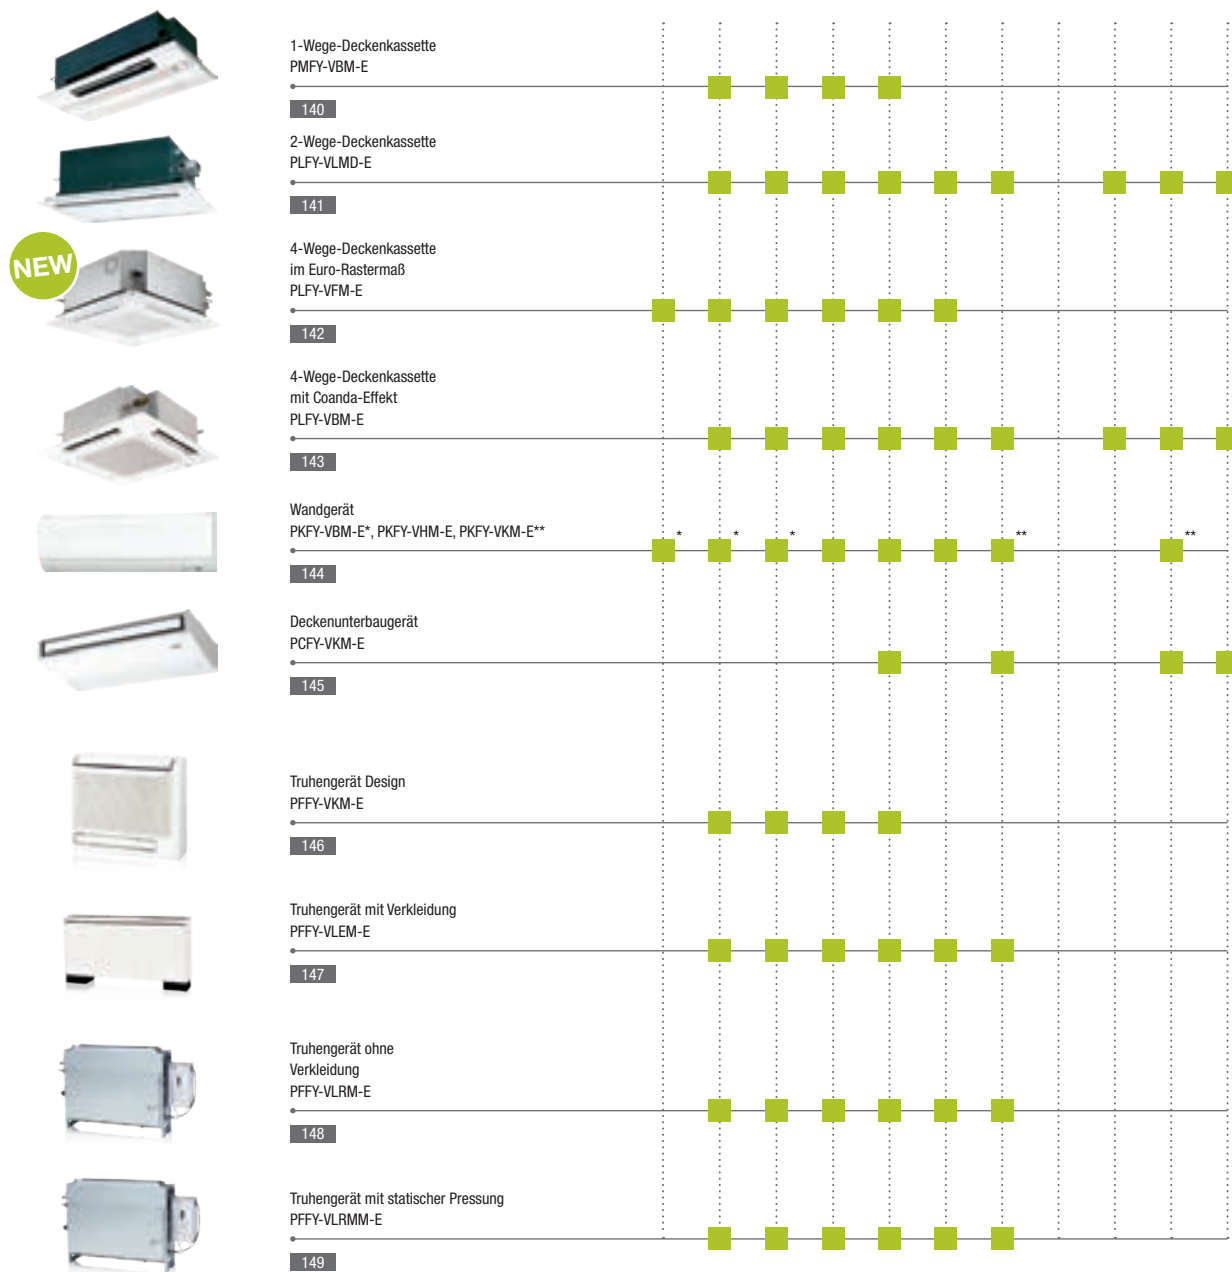 1-Wege-Deckenkassette
PMFY-VBM-E
140
2-Wege-Deckenkassette
PLFY-VLMD-E
141
NEW
4-Wege-Deckenkassette
im Euro-Rastermaß
PLFY-VFM-E
142
4-Wege-Deckenkassette
mit Coanda-Effekt
PLFY-VBM-E
143
Wandgerät
PKFY-VBM-E*, PKFY-VHM-E, PKFY-VKM-E**
* * * ** **
144
Deckenunterbaugerät
PCFY-VKM-E
145
Truhengerät Design
PFFY-VKM-E
146
Truhengerät mit Verkleidung
PFFY-VLEM-E
147
Truhengerät ohne
Verkleidung
PFFY-VLRM-E
148
Truhengerät mit statischer Pressung
PFFY-VLRMM-E
149